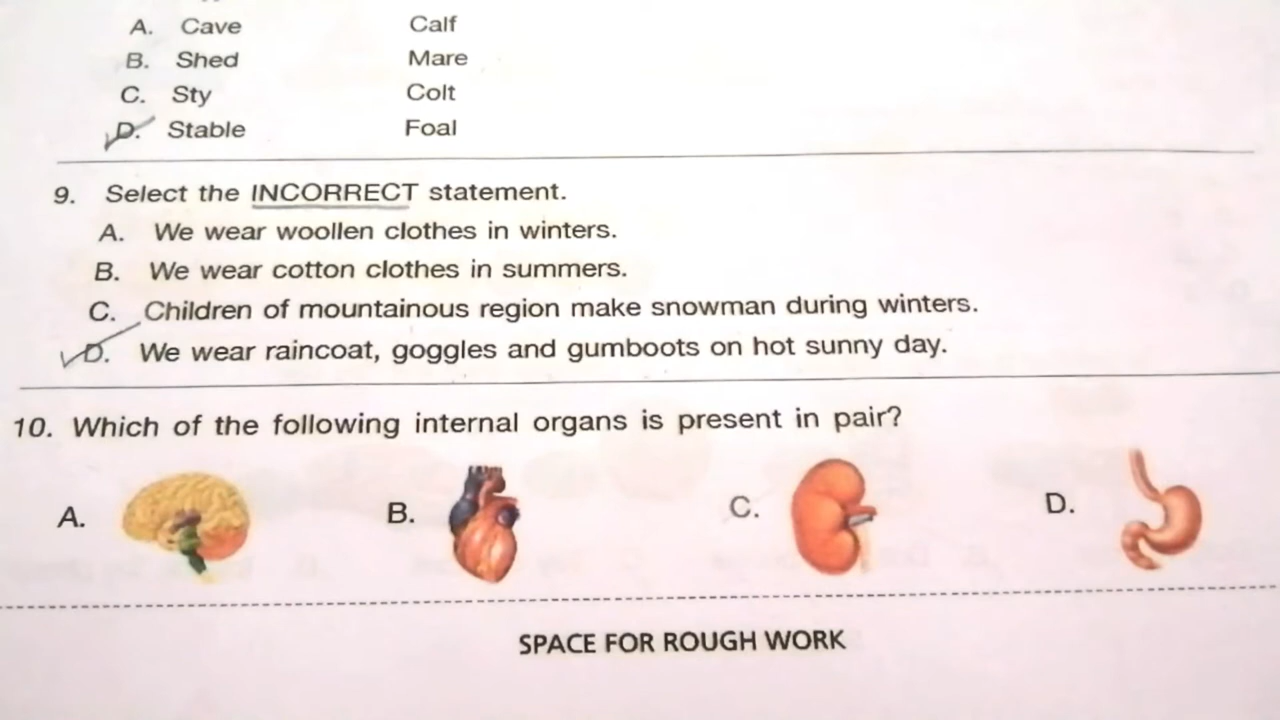 A. Cave Calf
B. Shed Mare
C. Sty Colt
D. Stable Foal
9. Select the INCORRECT statement.
A. We wear woollen clothes in winters.
B. We wear cotton clothes in summers.
C. Children of mountainous region make snowman during winters.
D. We wear raincoat, goggles and gumboots on hot sunny day.
10. Which of the following internal organs is present in pair?
A. B. C. D.
SPACE FOR ROUGH WORK